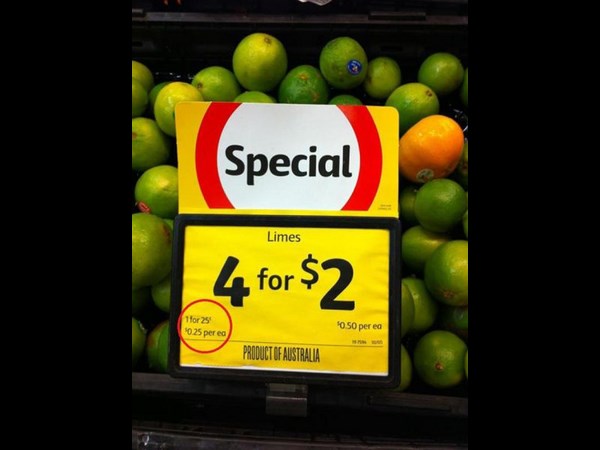 Special
Limes
4 for $2
1 for 25¢
$0.25 per ea
$0.50 per ea
PRODUCT OF AUSTRALIA